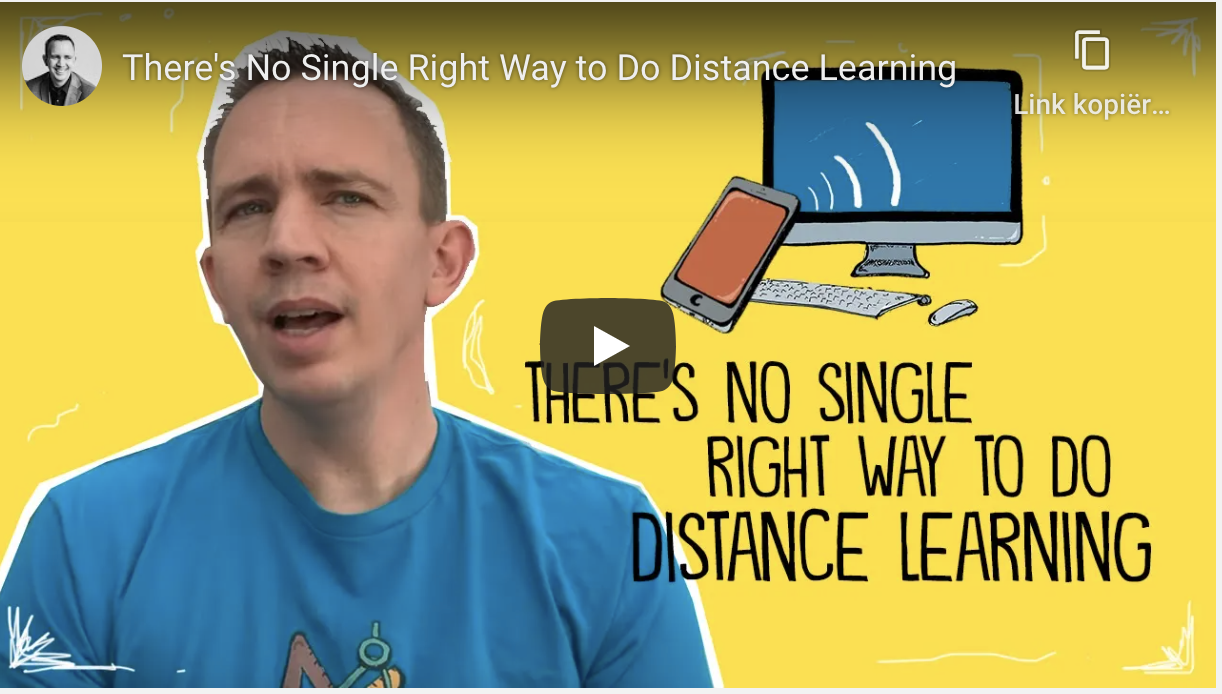 There's No Single Right Way to Do Distance Learning
Link kopiër...
THERE'S NO SINGLE
RIGHT WAY TO DO
DISTANCE LEARNING